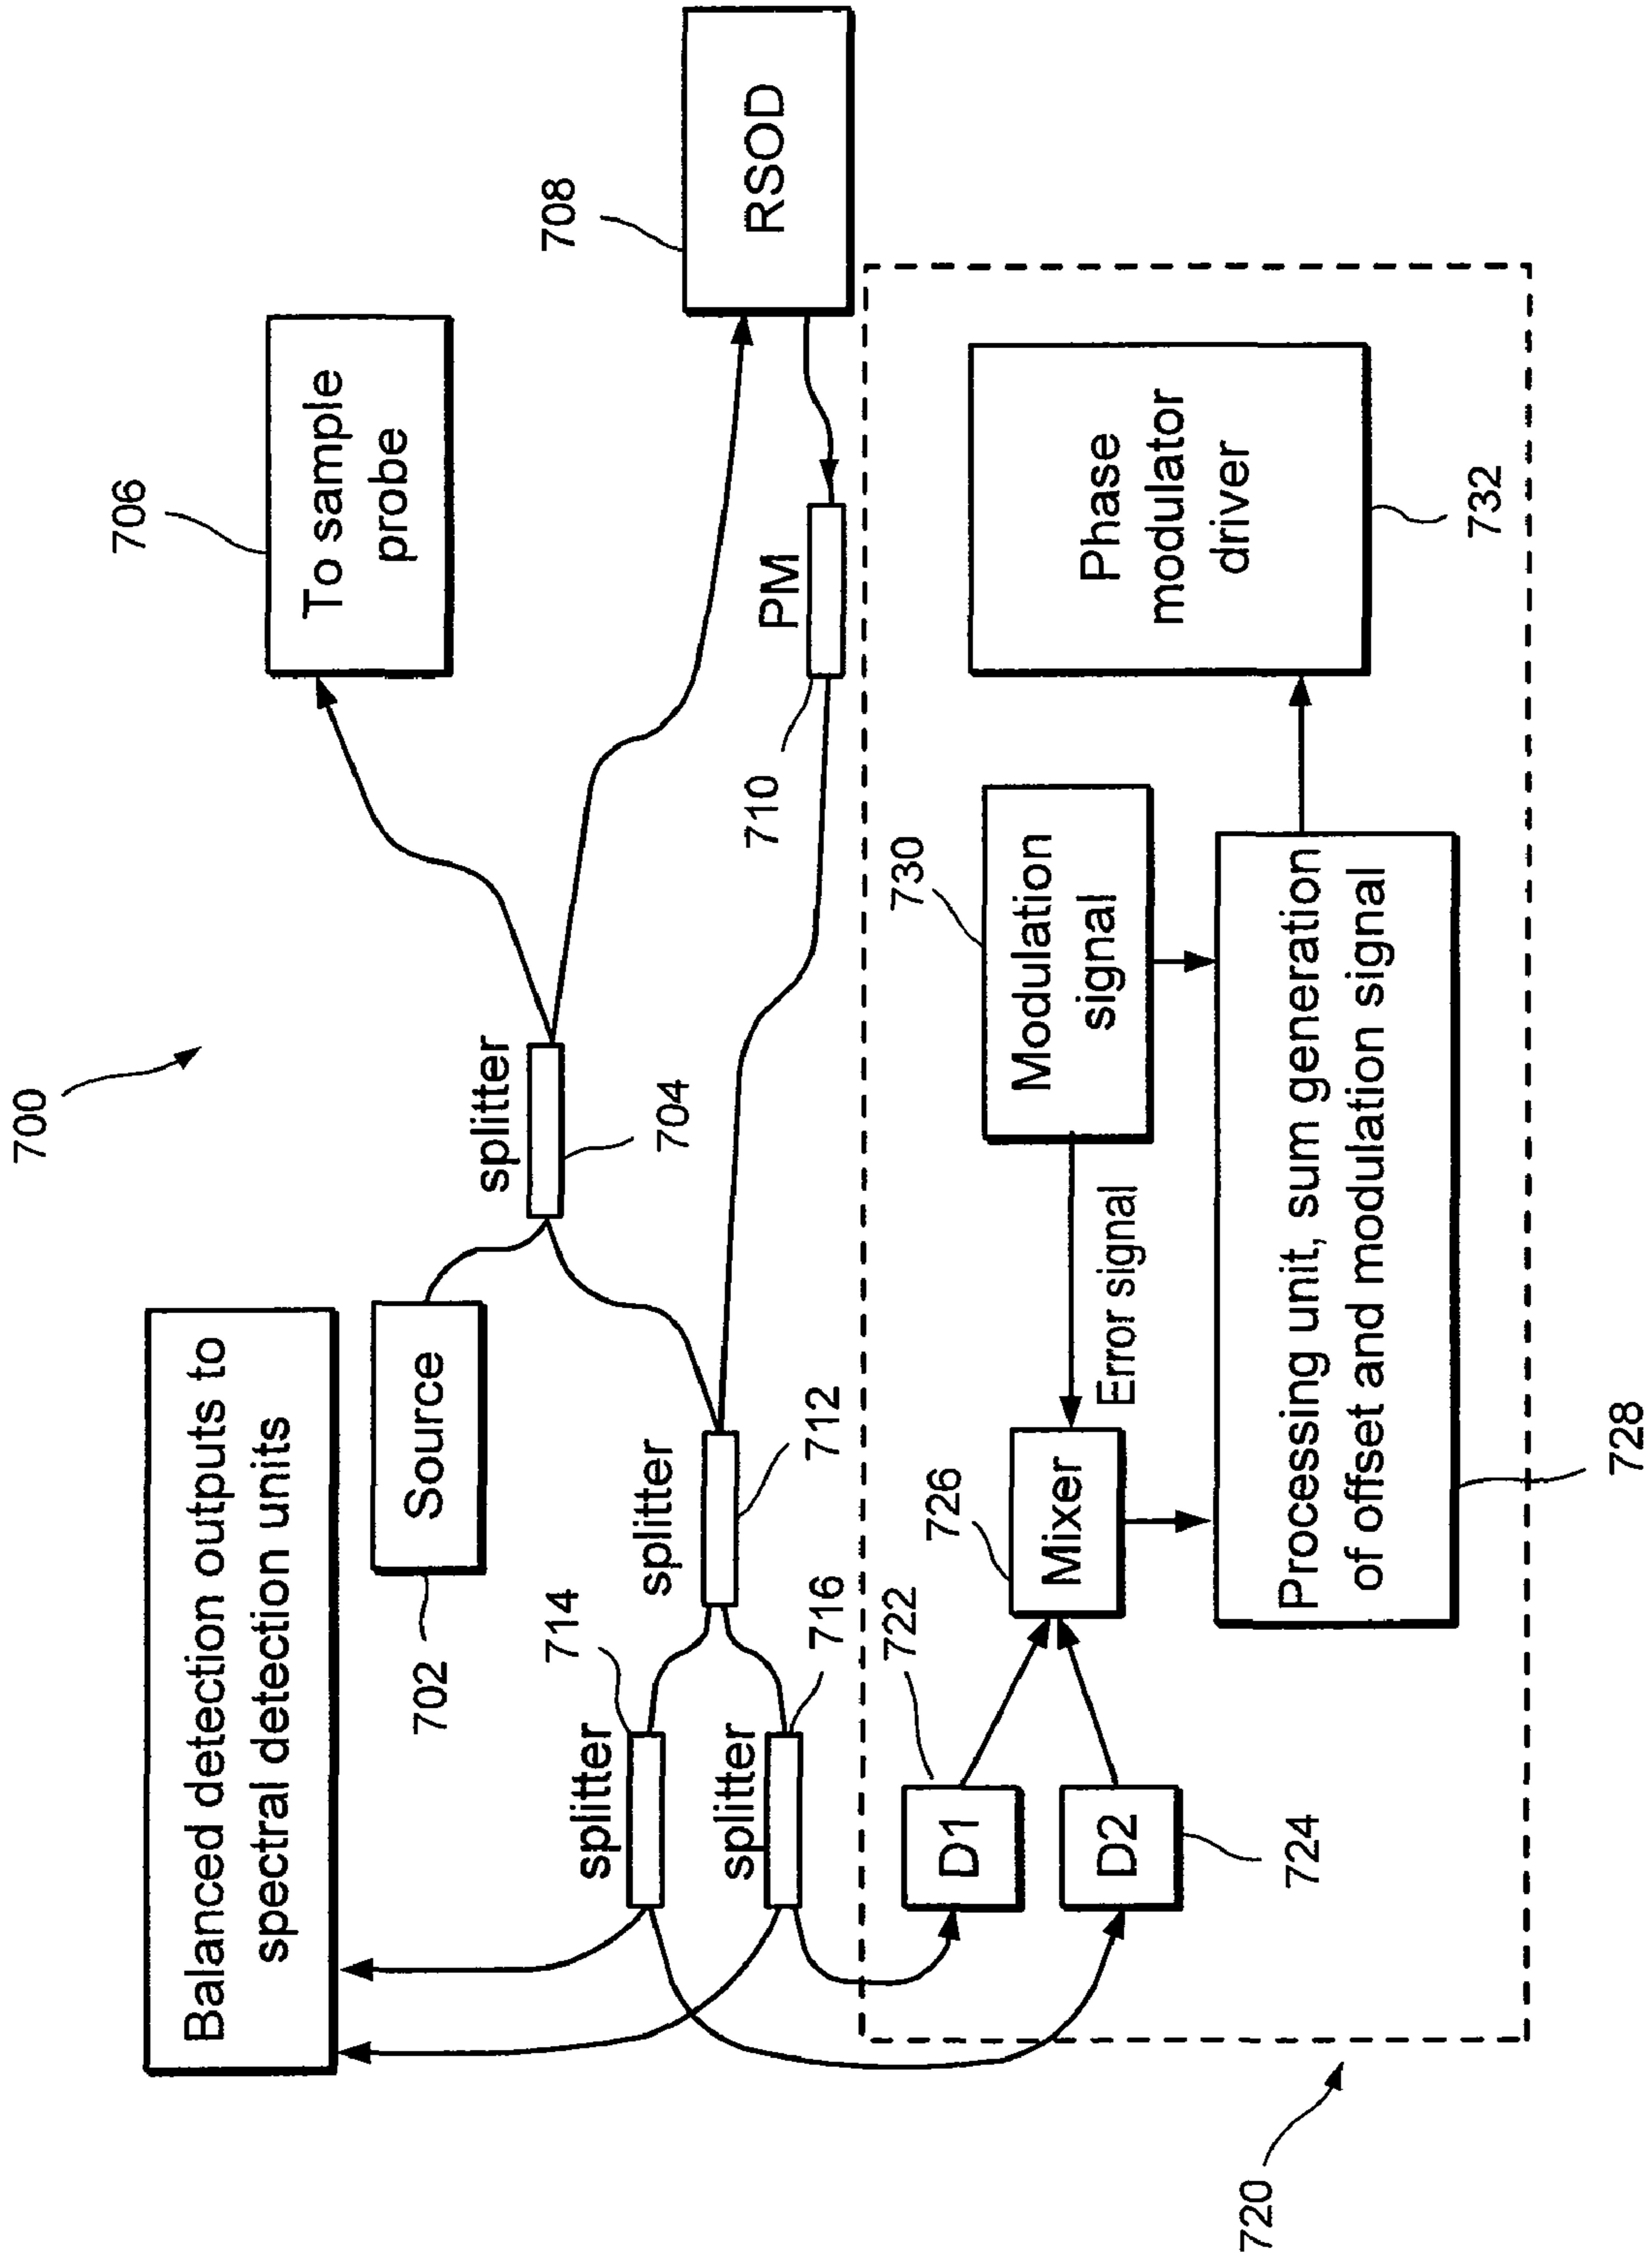 700
706
To sample
probe
708
RSOD
Balanced detection outputs to
spectral detection units
Source
702
splitter
704
PM
710
splitter
712
714
splitter
716
splitter
722
D1
D2
724
726
Mixer
Error signal
730
Modulation
signal
Phase
modulator
driver
732
Processing unit, sum generation
of offset and modulation signal
728
720